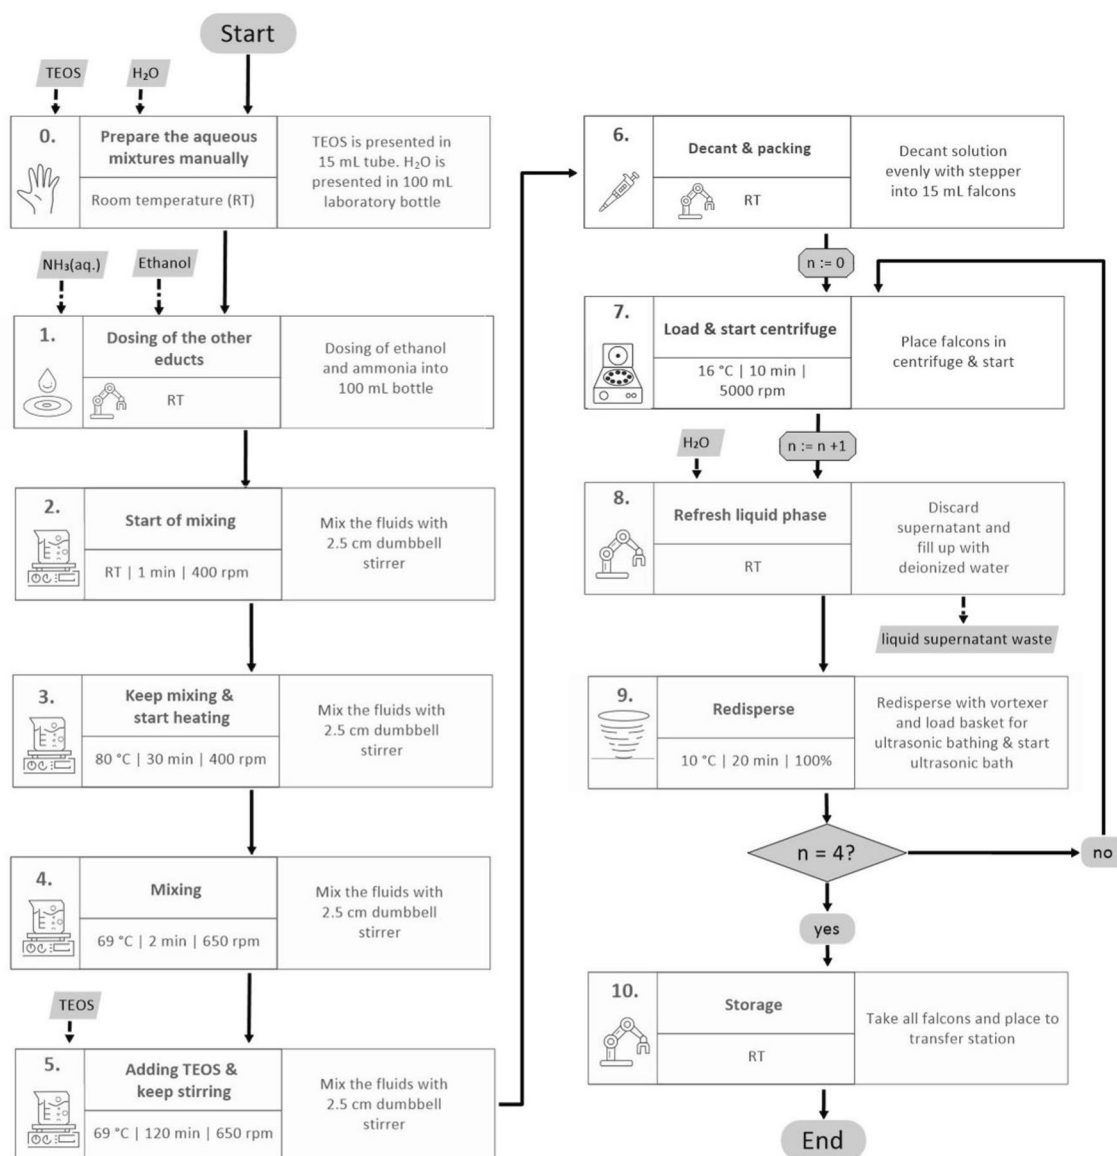 Start
TEOS
H₂O
0.
Prepare the aqueous
mixtures manually
Room temperature (RT)
TEOS is presented in
15 mL tube. H₂O is
presented in 100 mL
laboratory bottle
NH₃(aq.)
Ethanol
1.
Dosing of the other
educts
RT
Dosing of ethanol
and ammonia into
100 mL bottle
2.
Start of mixing
RT | 1 min | 400 rpm
Mix the fluids with
2.5 cm dumbbell
stirrer
3.
Keep mixing &
start heating
80 °C | 30 min | 400 rpm
Mix the fluids with
2.5 cm dumbbell
stirrer
4.
Mixing
69 °C | 2 min | 650 rpm
Mix the fluids with
2.5 cm dumbbell
stirrer
TEOS
5.
Adding TEOS &
keep stirring
69 °C | 120 min | 650 rpm
Mix the fluids with
2.5 cm dumbbell
stirrer
6.
Decant & packing
RT
Decant solution
evenly with stepper
into 15 mL falcons
n := 0
7.
Load & start centrifuge
16 °C | 10 min |
5000 rpm
Place falcons in
centrifuge & start
H₂O
n := n +1
8.
Refresh liquid phase
RT
Discard
supernatant and
fill up with
deionized water
liquid supernatant waste
9.
Redisperse
10 °C | 20 min | 100%
Redisperse with vortexer
and load basket for
ultrasonic bathing & start
ultrasonic bath
n = 4?
no
yes
10.
Storage
RT
Take all falcons and place to
transfer station
End